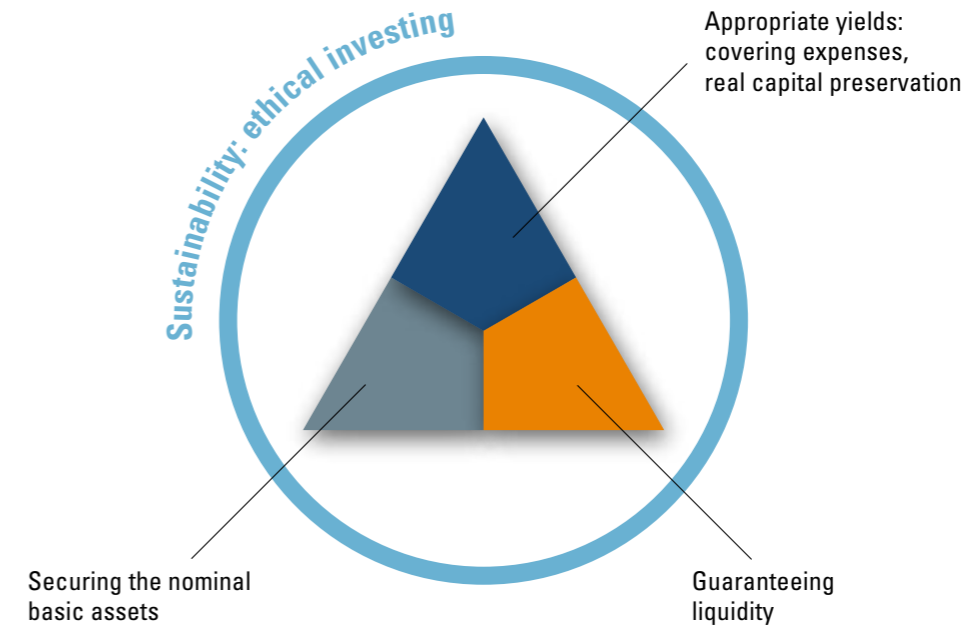 Sustainability: ethical investing
Appropriate yields:
covering expenses,
real capital preservation
Securing the nominal
basic assets
Guaranteeing
liquidity